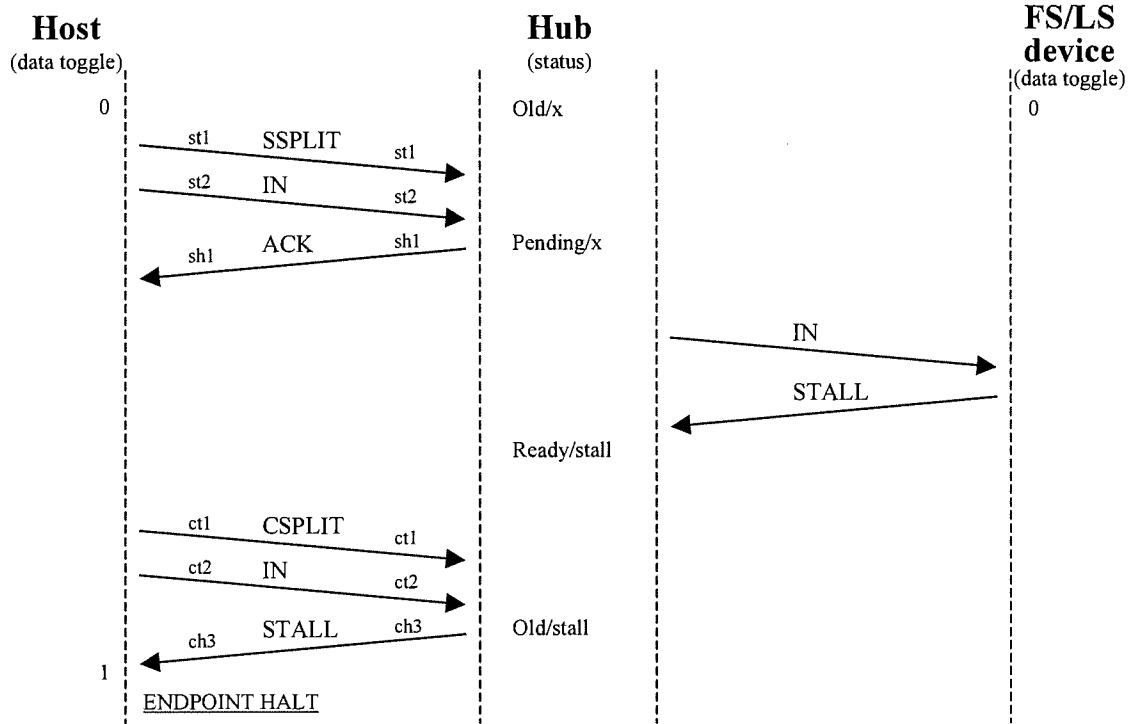 Host
(data toggle)
Hub
(status)
FS/LS
device
(data toggle)
0
Old/x
0
st1 SSPLIT st1
st2 IN st2
sh1 ACK sh1
Pending/x
IN
STALL
Ready/stall
ct1 CSPLIT ct1
ct2 IN ct2
ch3 STALL ch3
Old/stall
1
ENDPOINT HALT